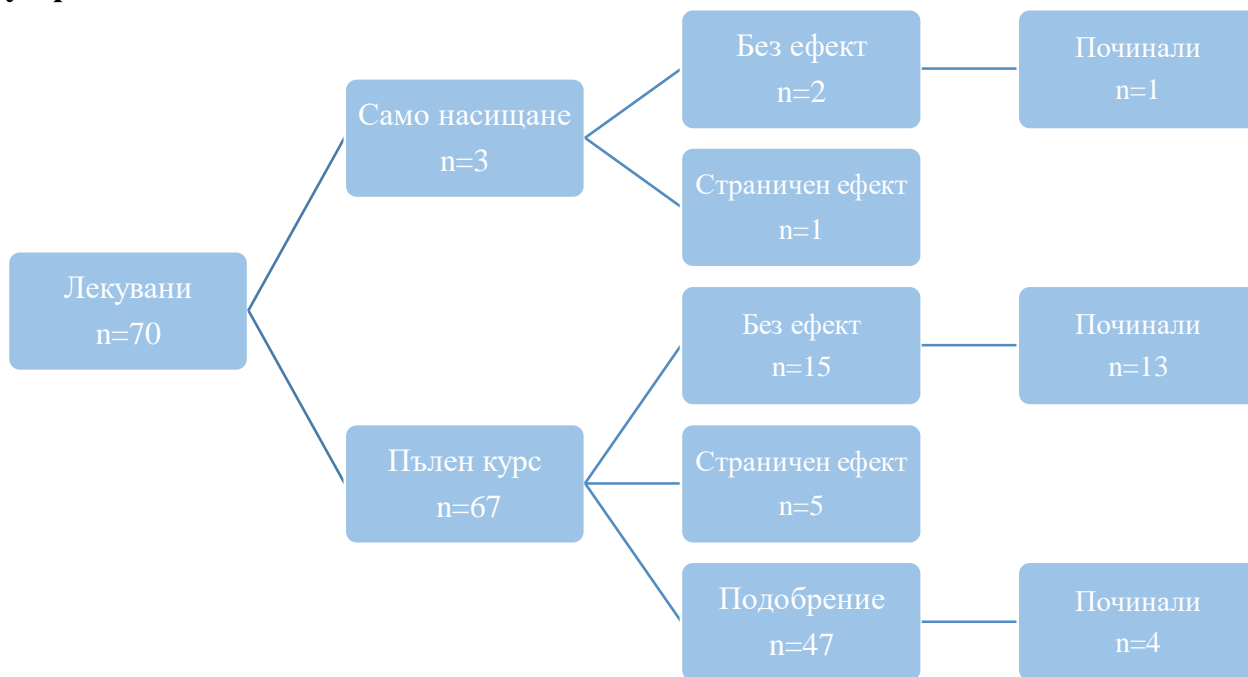 Без ефект
n=2
Починали
n=1
Само насищане
n=3
Страничен ефект
n=1
Лекувани
n=70
Без ефект
n=15
Починали
n=13
Пълен курс
n=67
Страничен ефект
n=5
Подобрение
n=47
Починали
n=4